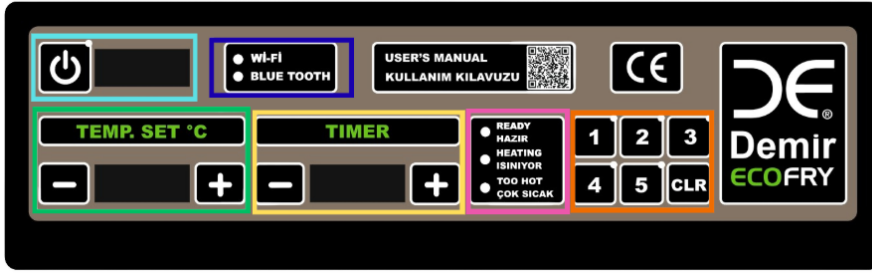 Wİ-Fİ
BLUE TOOTH
USER'S MANUAL
KULLANIM KILAVUZU
CE
TEMP. SET °C
TIMER
− +
− +
READY
HAZIR
HEATING
ISINIYOR
TOO HOT
ÇOK SICAK
1 2 3
4 5 CLR
DE ®
Demir
ECOFRY